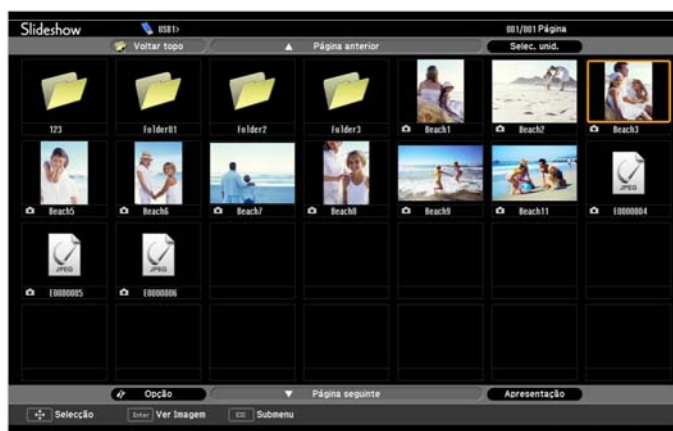 Slideshow USB1> 001/001 Página
Voltar topo Página anterior Selec. unid.
123 Folder01 Folder2 Folder3 Beach1 Beach2 Beach3
Beach5 Beach6 Beach7 Beach8 Beach9 Beach11 E0000004
JPEG
JPEG JPEG
E0000005 E0000006
Opção Página seguinte Apresentação
Selecção Enter Ver Imagem ESC Submenu